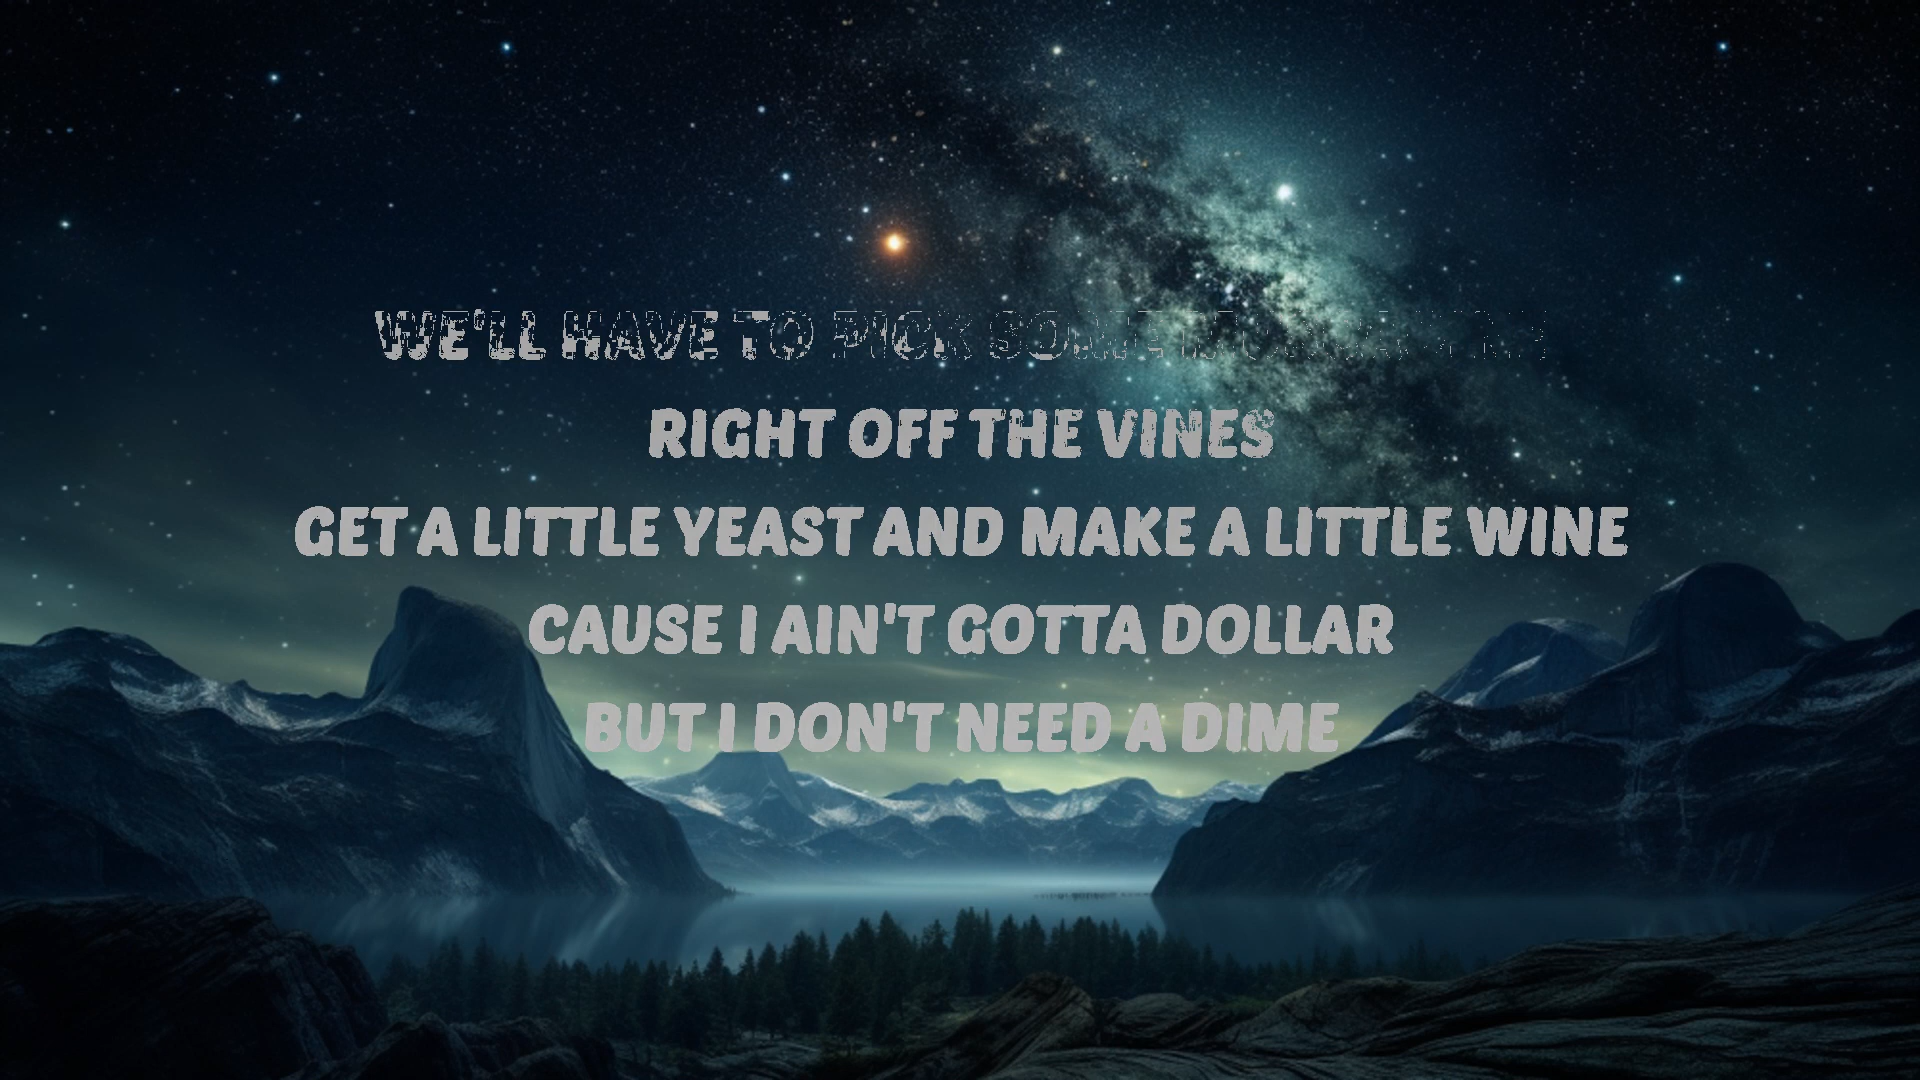 WE'LL HAVE TO PICK SOME MUSCADINES
RIGHT OFF THE VINES
GET A LITTLE YEAST AND MAKE A LITTLE WINE
CAUSE I AIN'T GOTTA DOLLAR
BUT I DON'T NEED A DIME